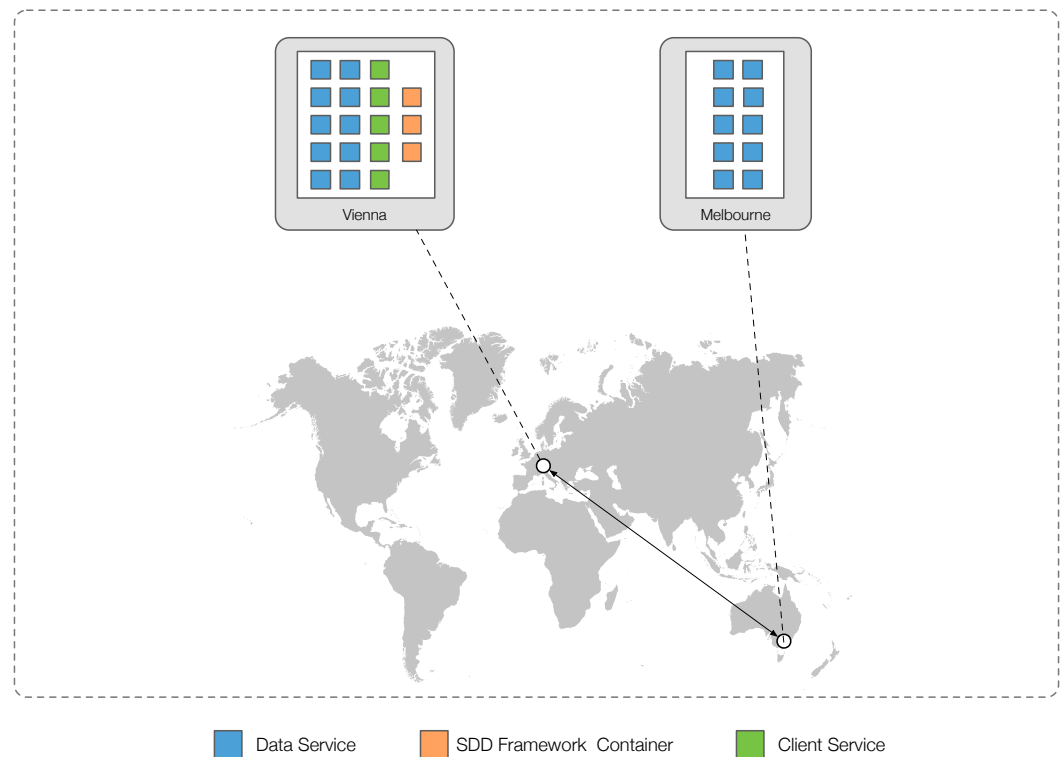 Vienna
Melbourne
Data Service
SDD Framework Container
Client Service